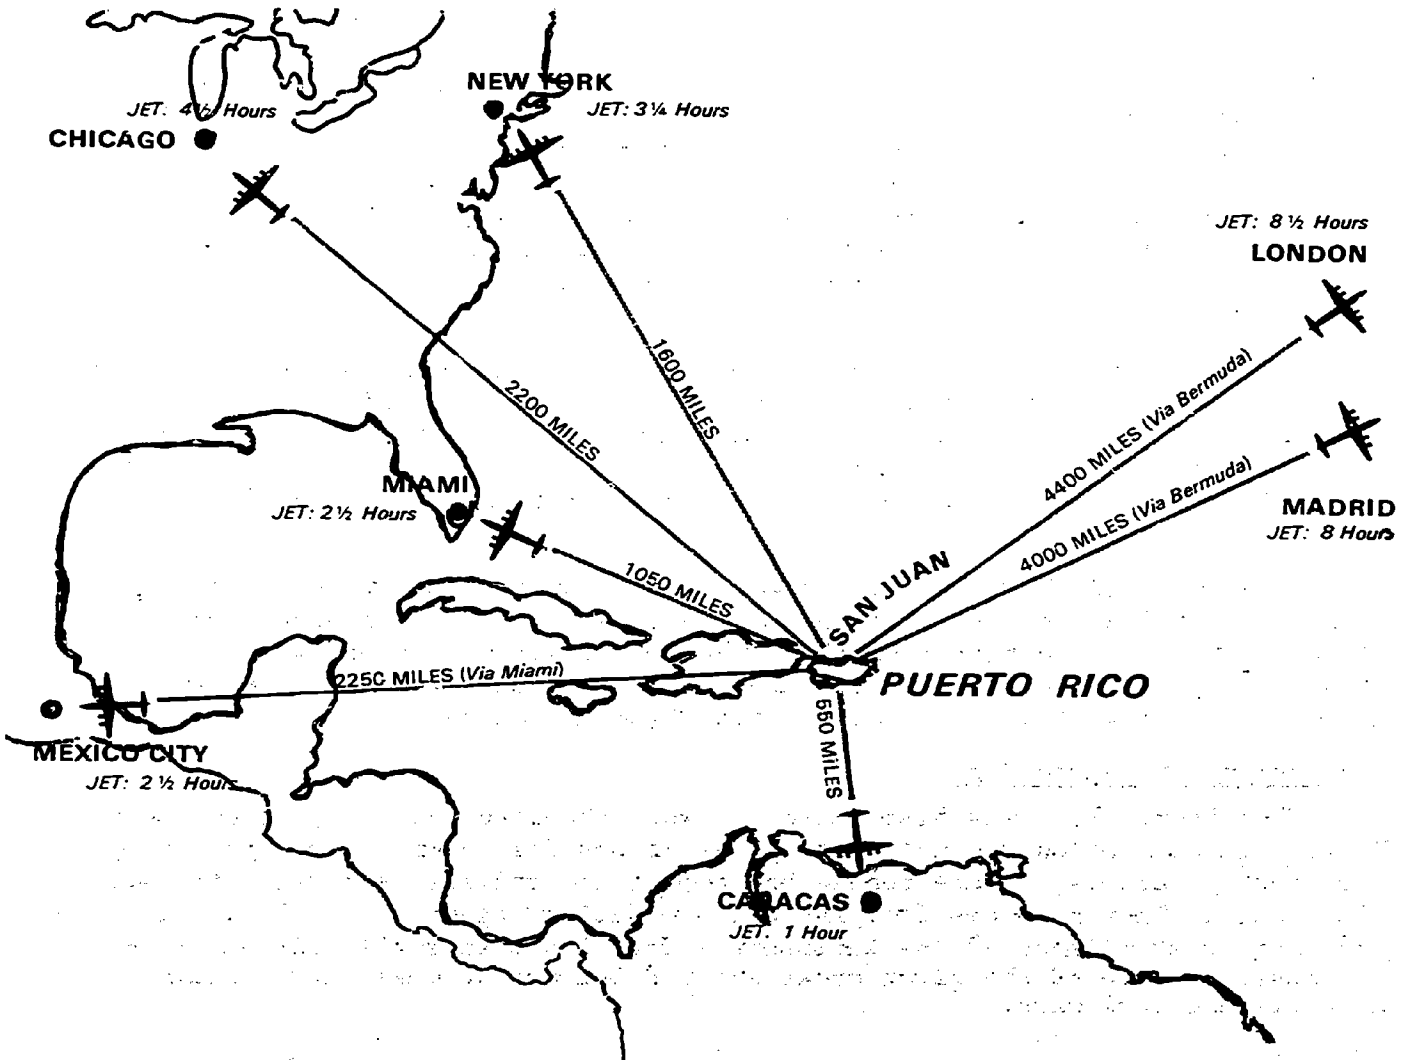 NEW YORK
JET: 4½ Hours
JET: 3¼ Hours
CHICAGO
JET: 8½ Hours
LONDON
1600 MILES
2200 MILES
4400 MILES (Via Bermuda)
MIAMI
JET: 2½ Hours
4000 MILES (Via Bermuda)
MADRID
JET: 8 Hours
1050 MILES
SAN JUAN
2250 MILES (Via Miami)
PUERTO RICO
550 MILES
MEXICO CITY
JET: 2½ Hours
CARACAS
JET: 1 Hour